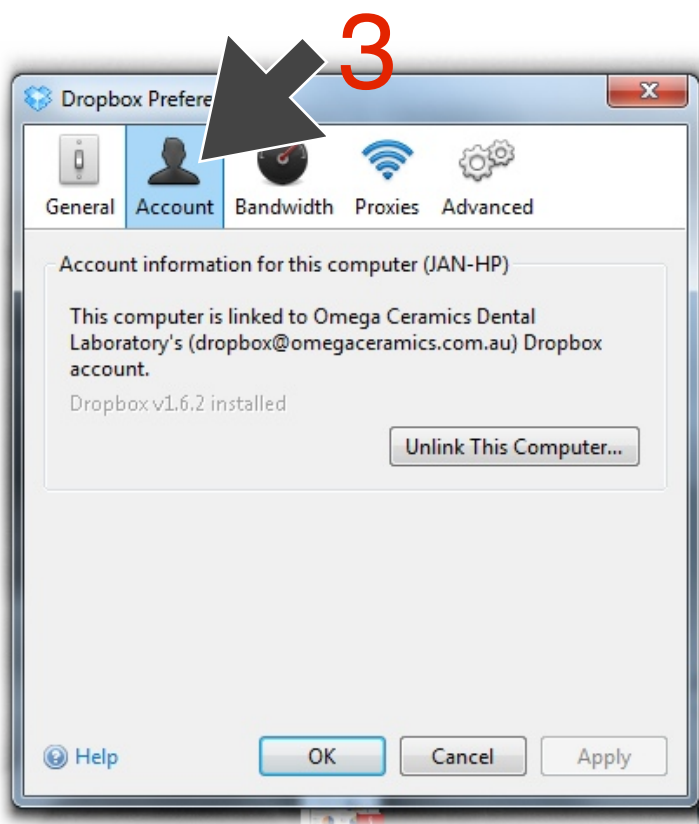 3
Dropbox Prefere
General Account Bandwidth Proxies Advanced
Account information for this computer (JAN-HP)
This computer is linked to Omega Ceramics Dental
Laboratory's (dropbox@omegaceramics.com.au) Dropbox
account.
Dropbox v1.6.2 installed
Unlink This Computer...
Help OK Cancel Apply